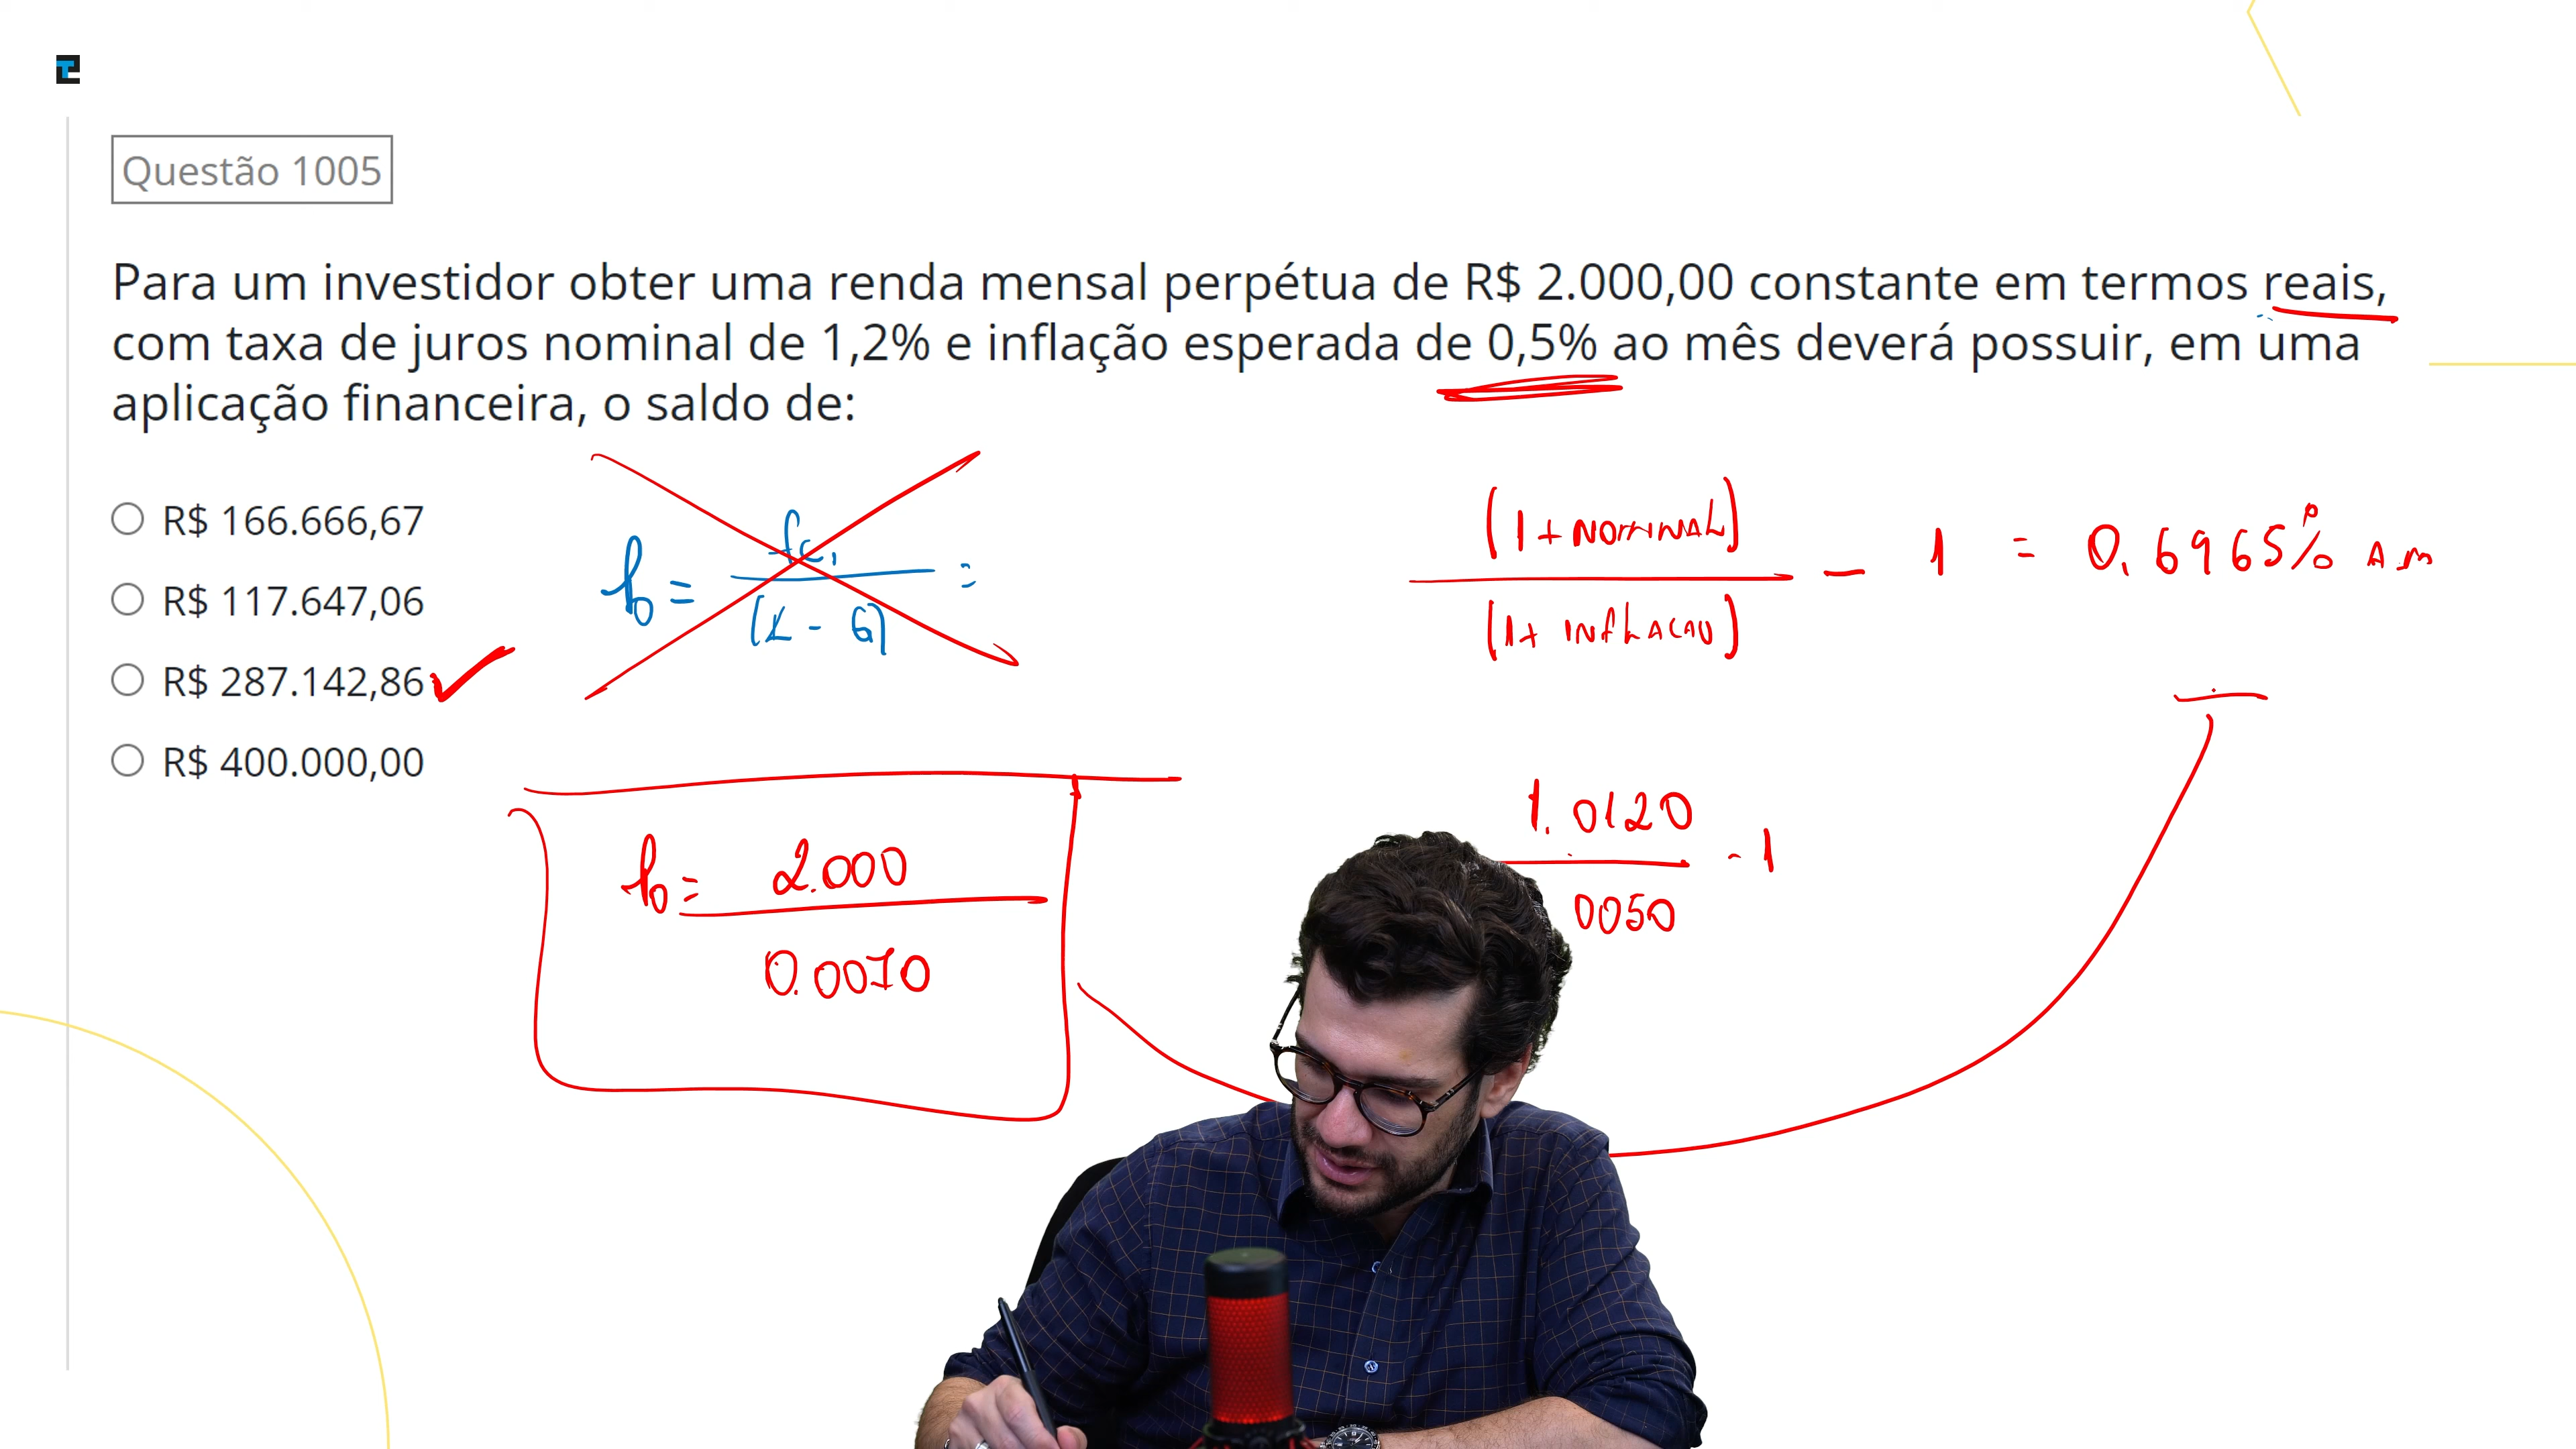 Questão 1005
Para um investidor obter uma renda mensal perpétua de R$ 2.000,00 constante em termos reais,
com taxa de juros nominal de 1,2% e inflação esperada de 0,5% ao mês deverá possuir, em uma
aplicação financeira, o saldo de:
R$ 166.666,67
R$ 117.647,06
R$ 287.142,86
R$ 400.000,00
fc1
= =
(K - G)
(1 + NOMINAL)
(1 + INFLACAO)
- 1 = 0.6965% A.M
2.000
=
0.0070
1.0120
0050
- 1